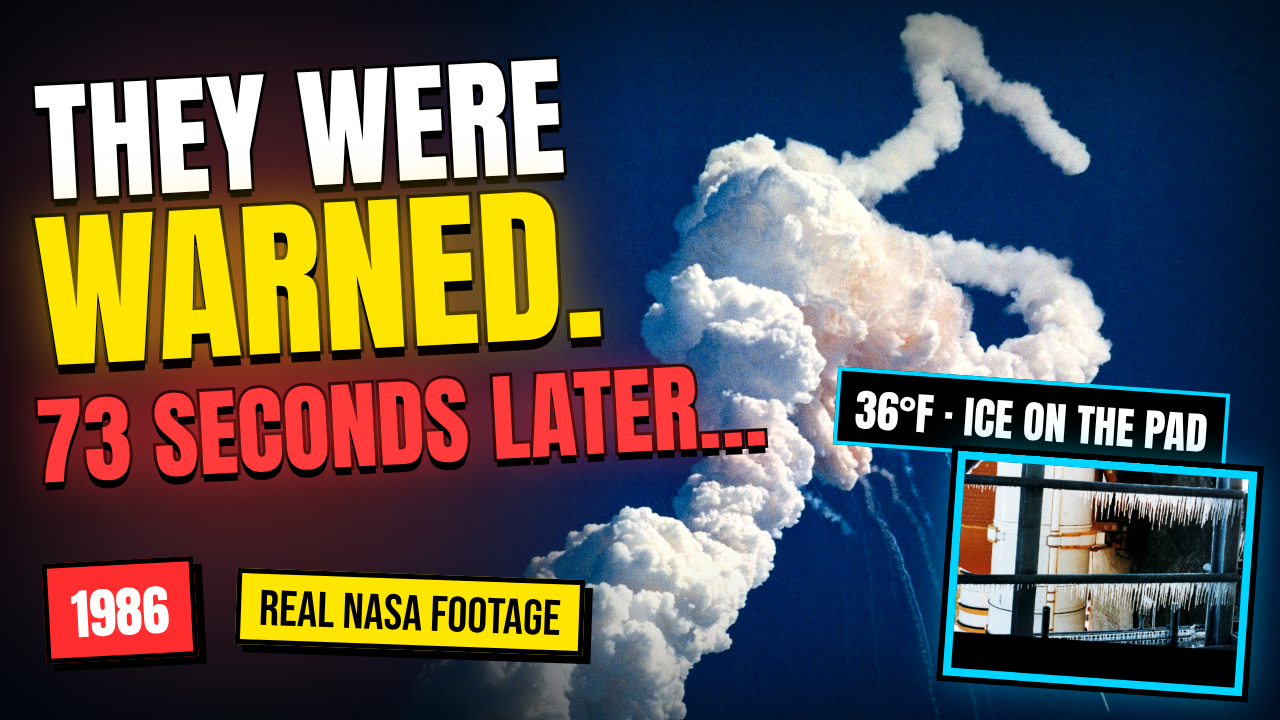 THEY WERE
WARNED.
73 SECONDS LATER...
36°F · ICE ON THE PAD
1986
REAL NASA FOOTAGE